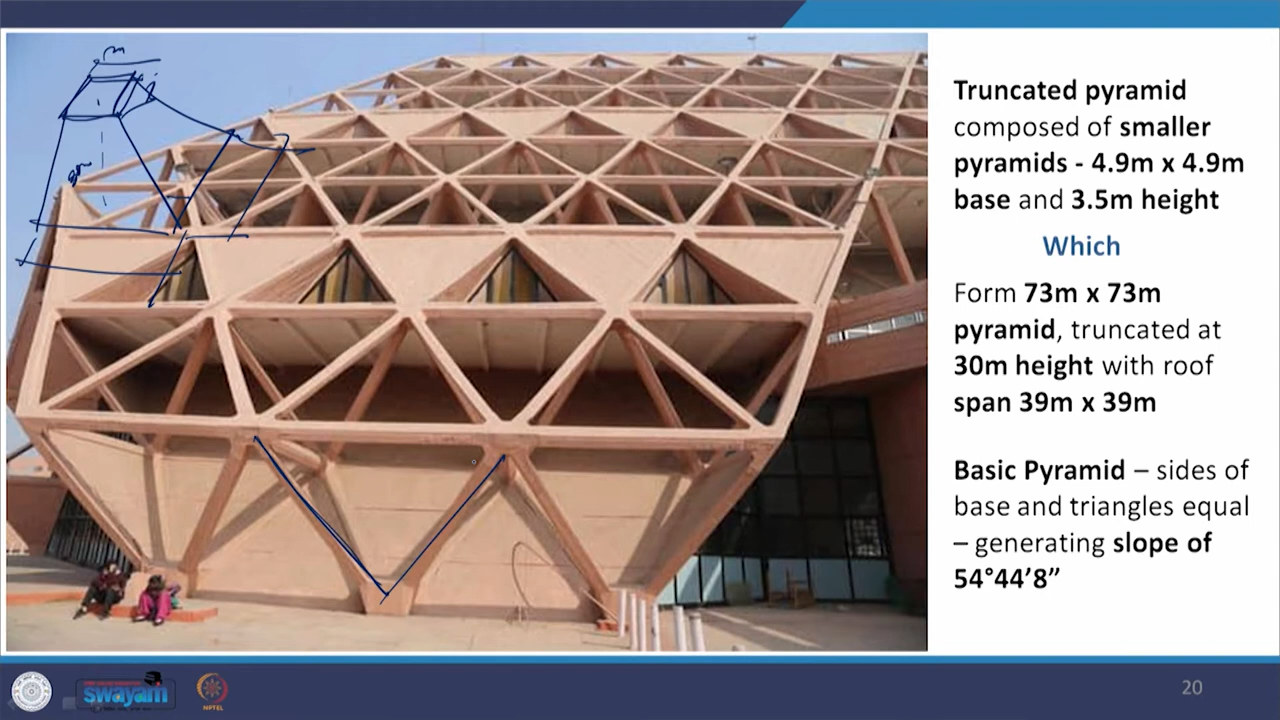 Truncated pyramid
composed of smaller
pyramids - 4.9m x 4.9m
base and 3.5m height
Which
Form 73m x 73m
pyramid, truncated at
30m height with roof
span 39m x 39m
Basic Pyramid – sides of
base and triangles equal
– generating slope of
54°44’8”
swayam
NPTEL
20